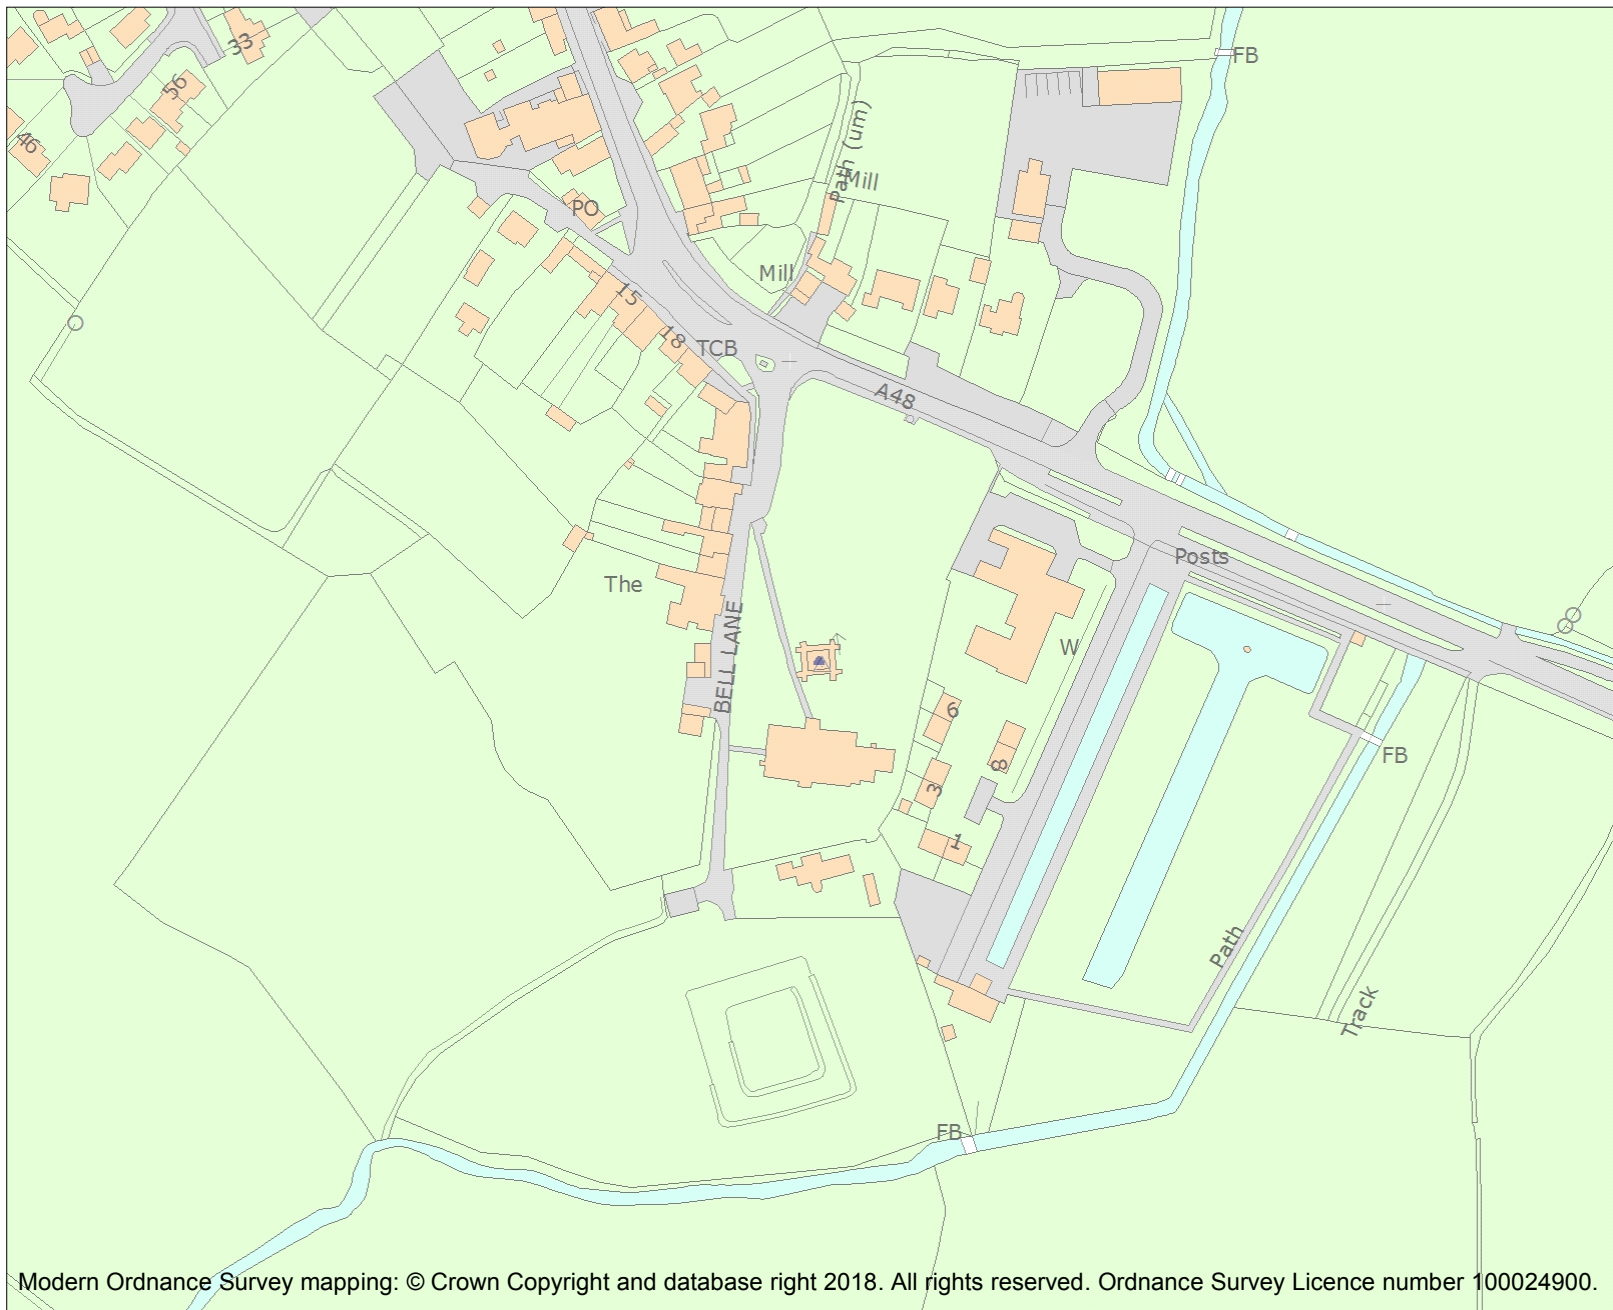 33
FB
56
46
Path (um)
Mill
PO
Mill
15
18
TCB
A48
Posts
The
BELL LANE
W
6
FB
8
3
1
Path
Track
FB
Modern Ordnance Survey mapping: © Crown Copyright and database right 2018. All rights reserved. Ordnance Survey Licence number 100024900.